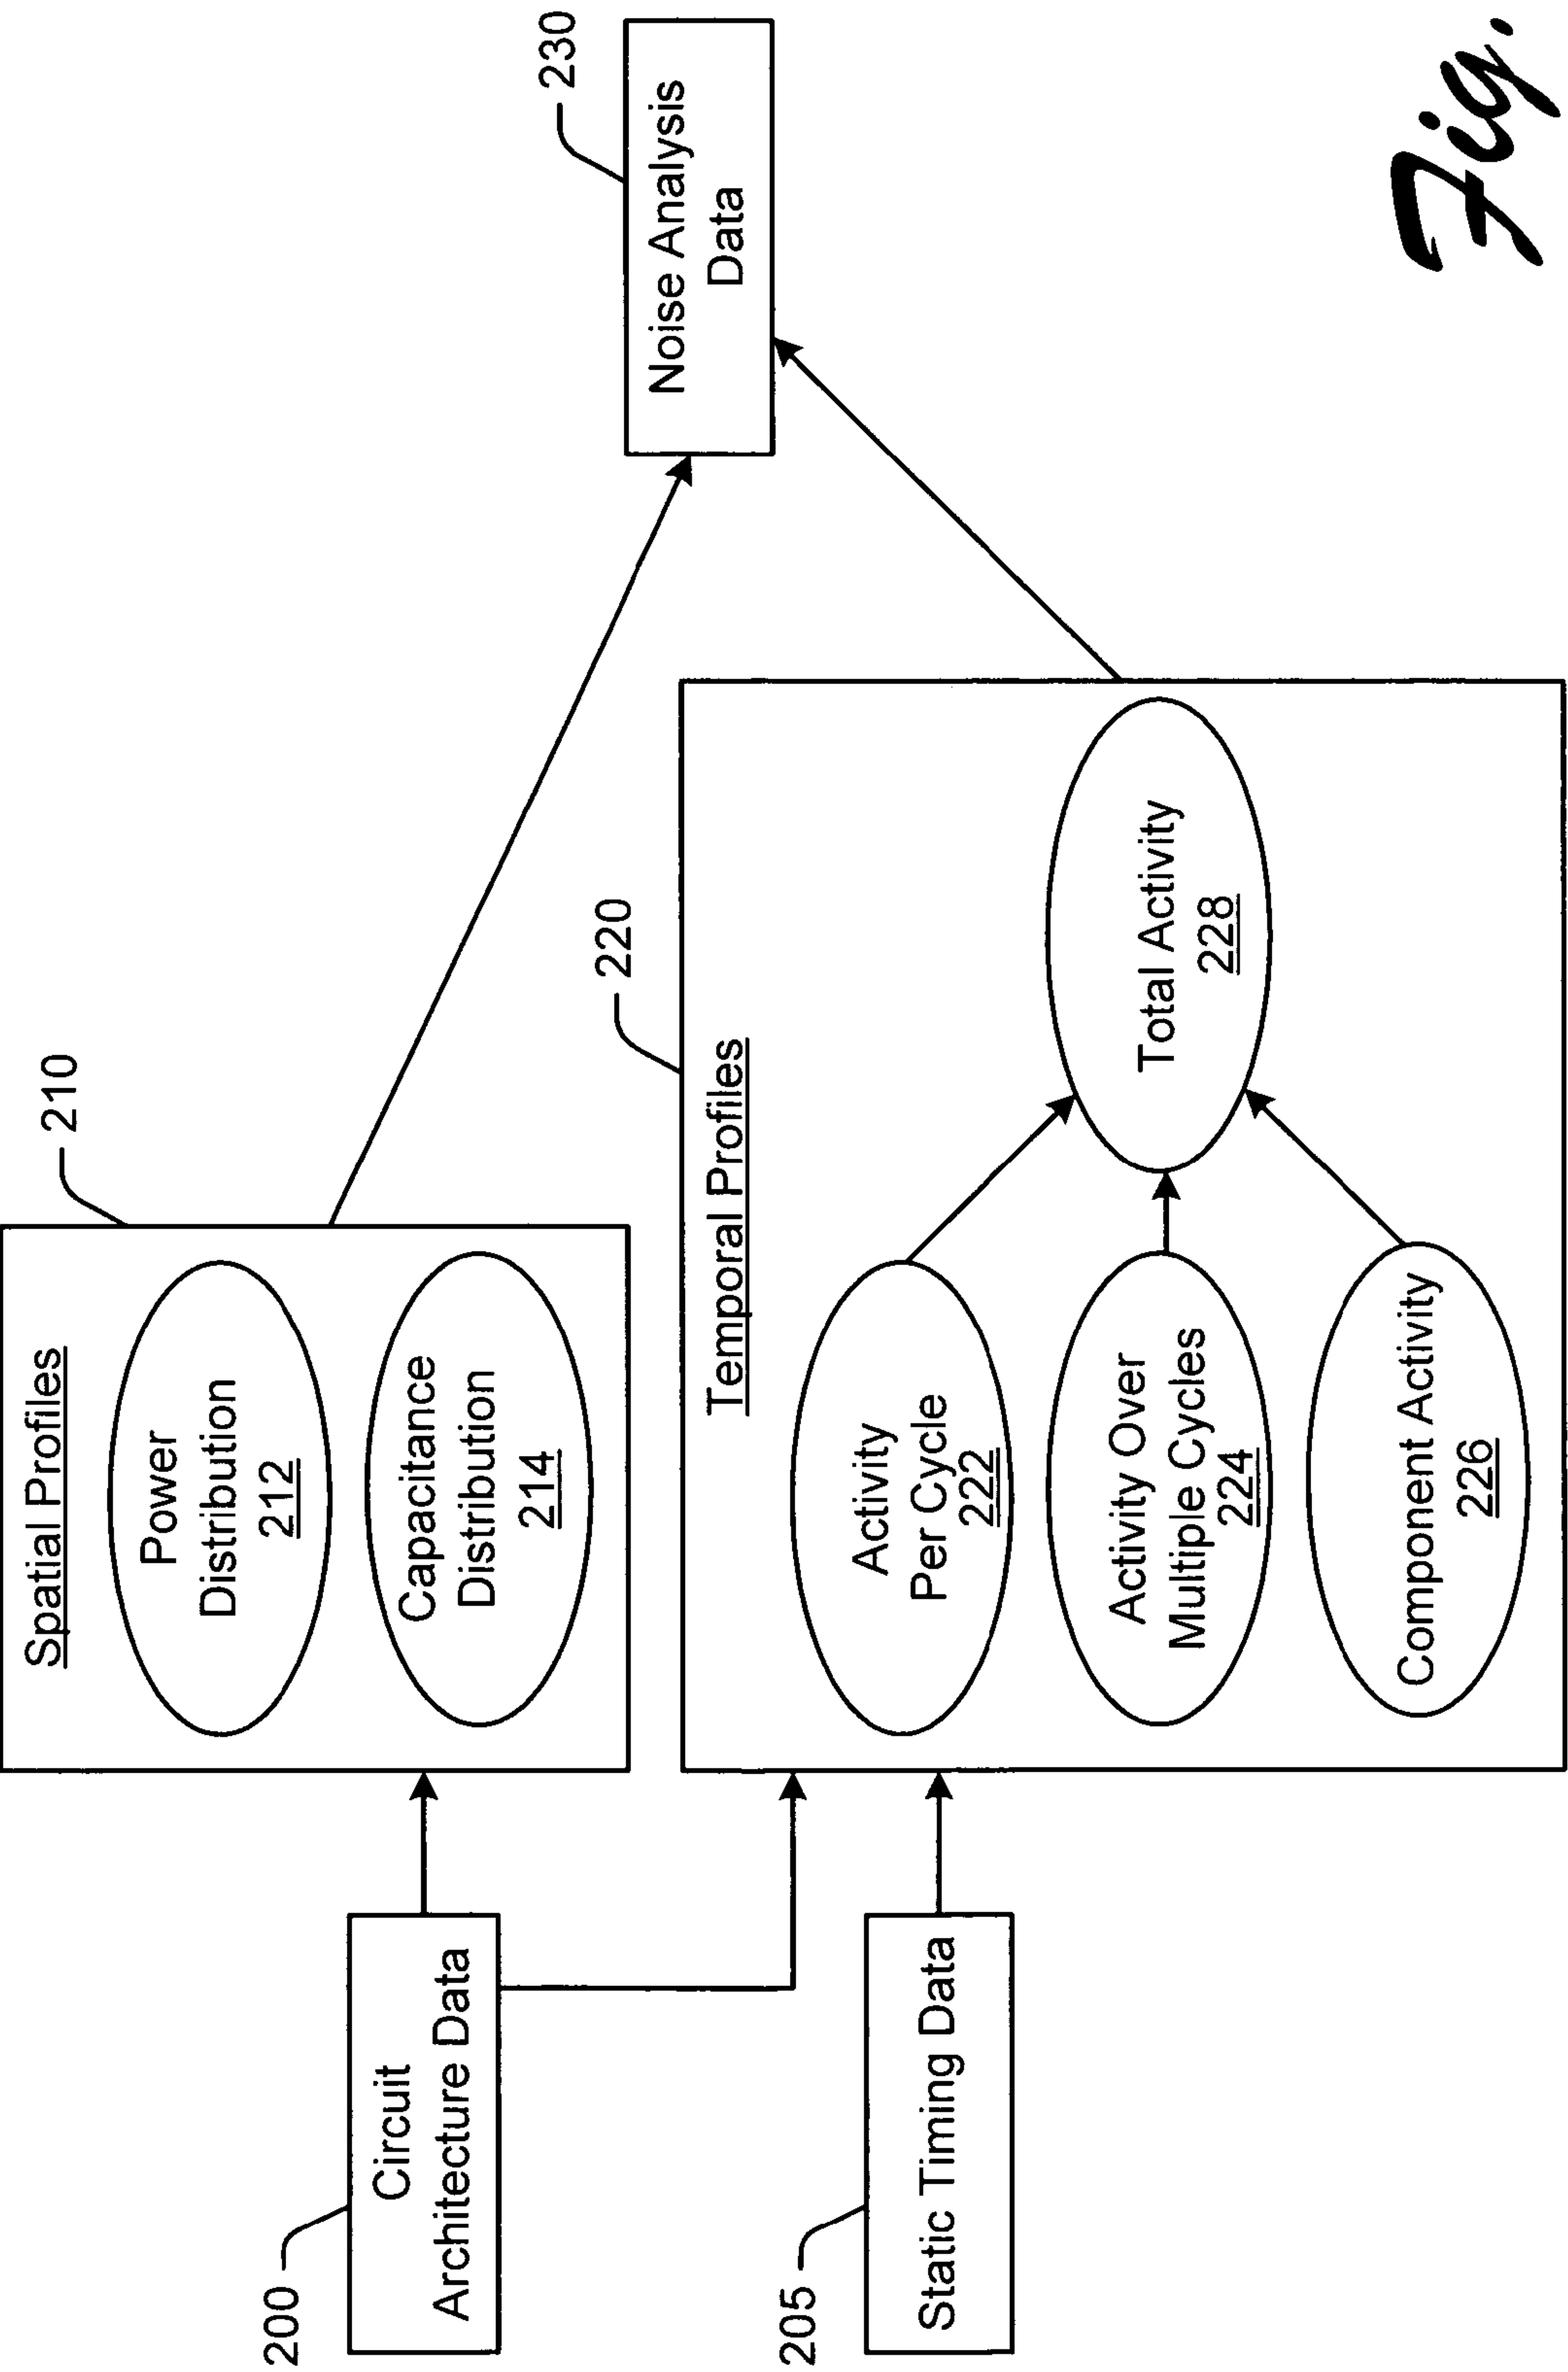 200
Circuit
Architecture Data
205
Static Timing Data
210
Spatial Profiles
Power
Distribution
212
Capacitance
Distribution
214
220
Temporal Profiles
Activity
Per Cycle
222
Activity Over
Multiple Cycles
224
Component Activity
226
Total Activity
228
230
Noise Analysis
Data
Fig.